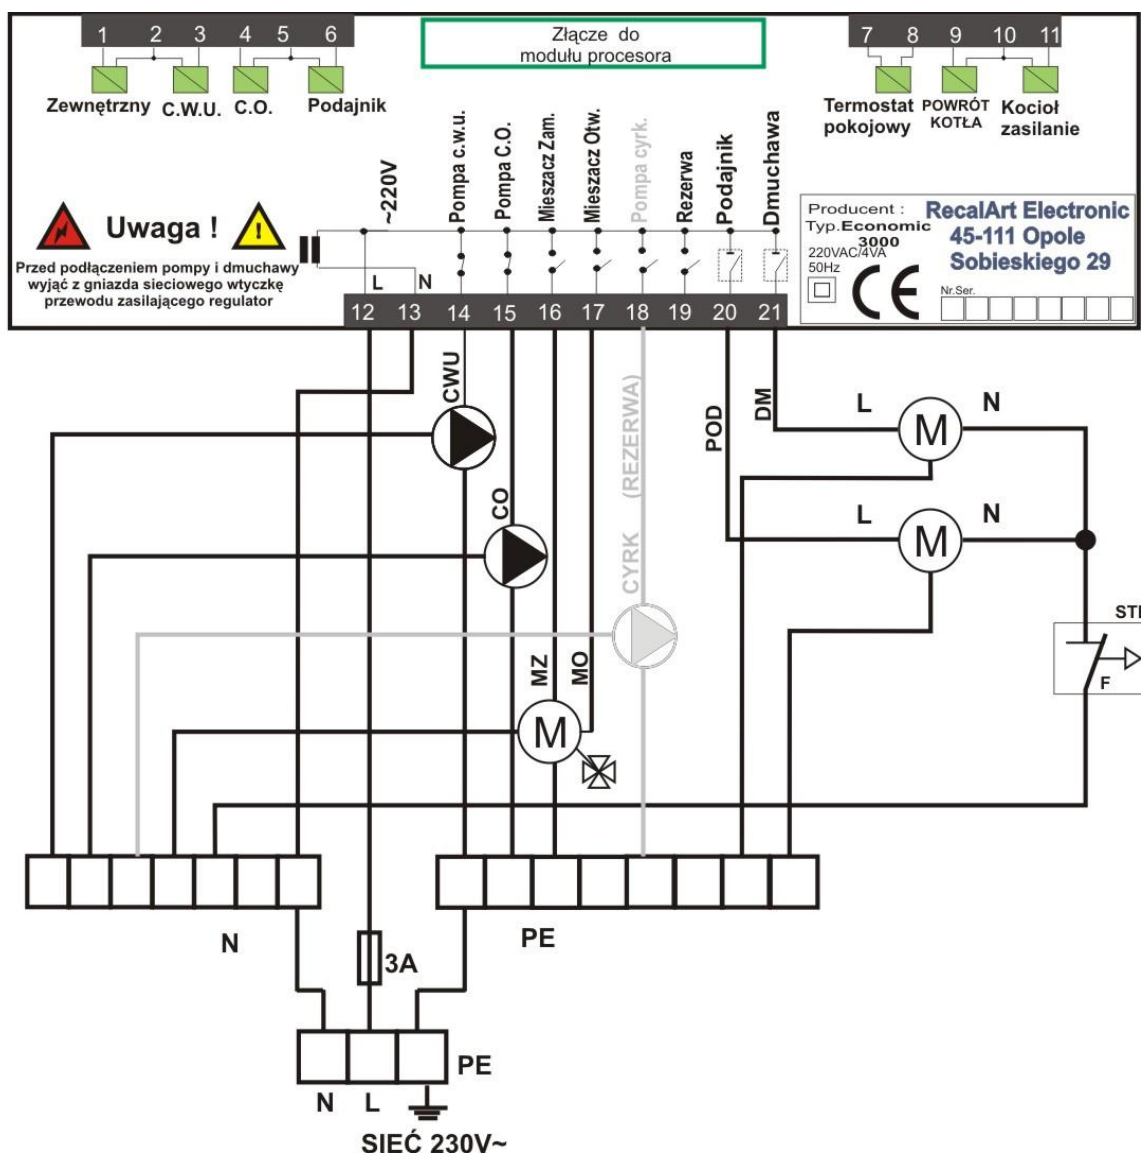 1 2 3 4 5 6
Złącze do
modułu procesora
7 8 9 10 11
Zewnętrzny C.W.U. C.O. Podajnik
Termostat
pokojowy
POWRÓT
KOTŁA
Kocioł
zasilanie
~220V
Pompa c.w.u.
Pompa C.O.
Mieszacz Zam.
Mieszacz Otw.
Pompa cyrk.
Rezerwa
Podajnik
Dmuchawa
Uwaga !
Przed podłączeniem pompy i dmuchawy
wyjąć z gniazda sieciowego wtyczkę
przewodu zasilającego regulator
Producent :
Typ.Economic
3000
220VAC/4VA
50Hz
CE
RecalArt Electronic
45-111 Opole
Sobieskiego 29
Nr.Ser.
L N
12 13 14 15 16 17 18 19 20 21
CWU
CO
CYRK (REZERWA)
POD
DM
L M N
L M N
STB
F
MZ
MO
M
N
PE
3A
PE
N L
SIEĆ 230V~